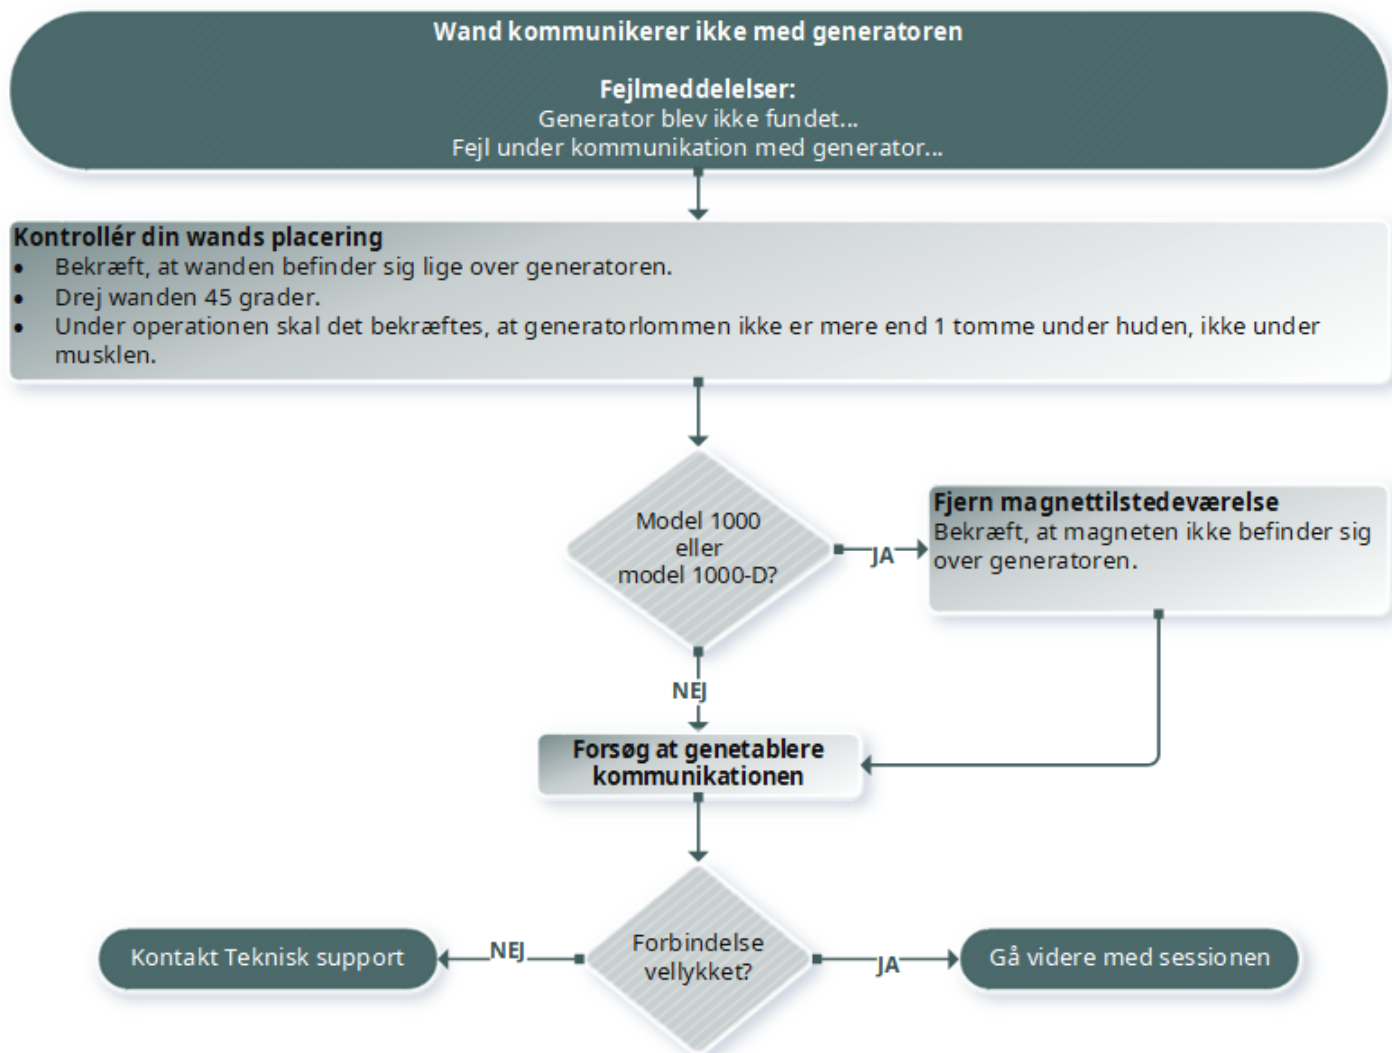 Wand kommunikerer ikke med generatoren
Fejlmeddelelser:
Generator blev ikke fundet...
Fejl under kommunikation med generator...
Kontrollér din wands placering
• Bekræft, at wanden befinder sig lige over generatoren.
• Drej wanden 45 grader.
• Under operationen skal det bekræftes, at generatorlommen ikke er mere end 1 tomme under huden, ikke under
musklen.
Model 1000
eller
model 1000-D?
JA
Fjern magnettilstedeværelse
Bekræft, at magneten ikke befinder sig
over generatoren.
NEJ
Forsøg at genetablere
kommunikationen
Forbindelse
vellykket?
NEJ
Kontakt Teknisk support
JA
Gå videre med sessionen